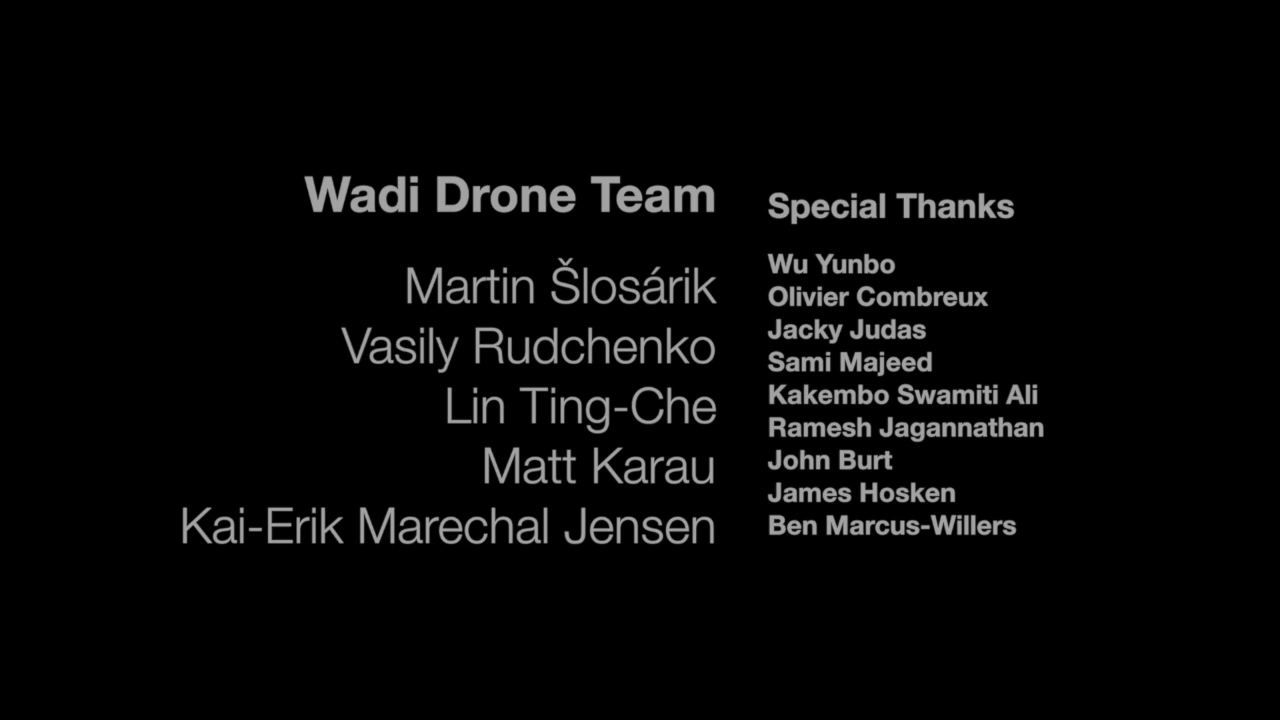 Wadi Drone Team
Martin Šlosárik
Vasily Rudchenko
Lin Ting-Che
Matt Karau
Kai-Erik Marechal Jensen
Special Thanks
Wu Yunbo
Olivier Combreux
Jacky Judas
Sami Majeed
Kakembo Swamiti Ali
Ramesh Jagannathan
John Burt
James Hosken
Ben Marcus-Willers